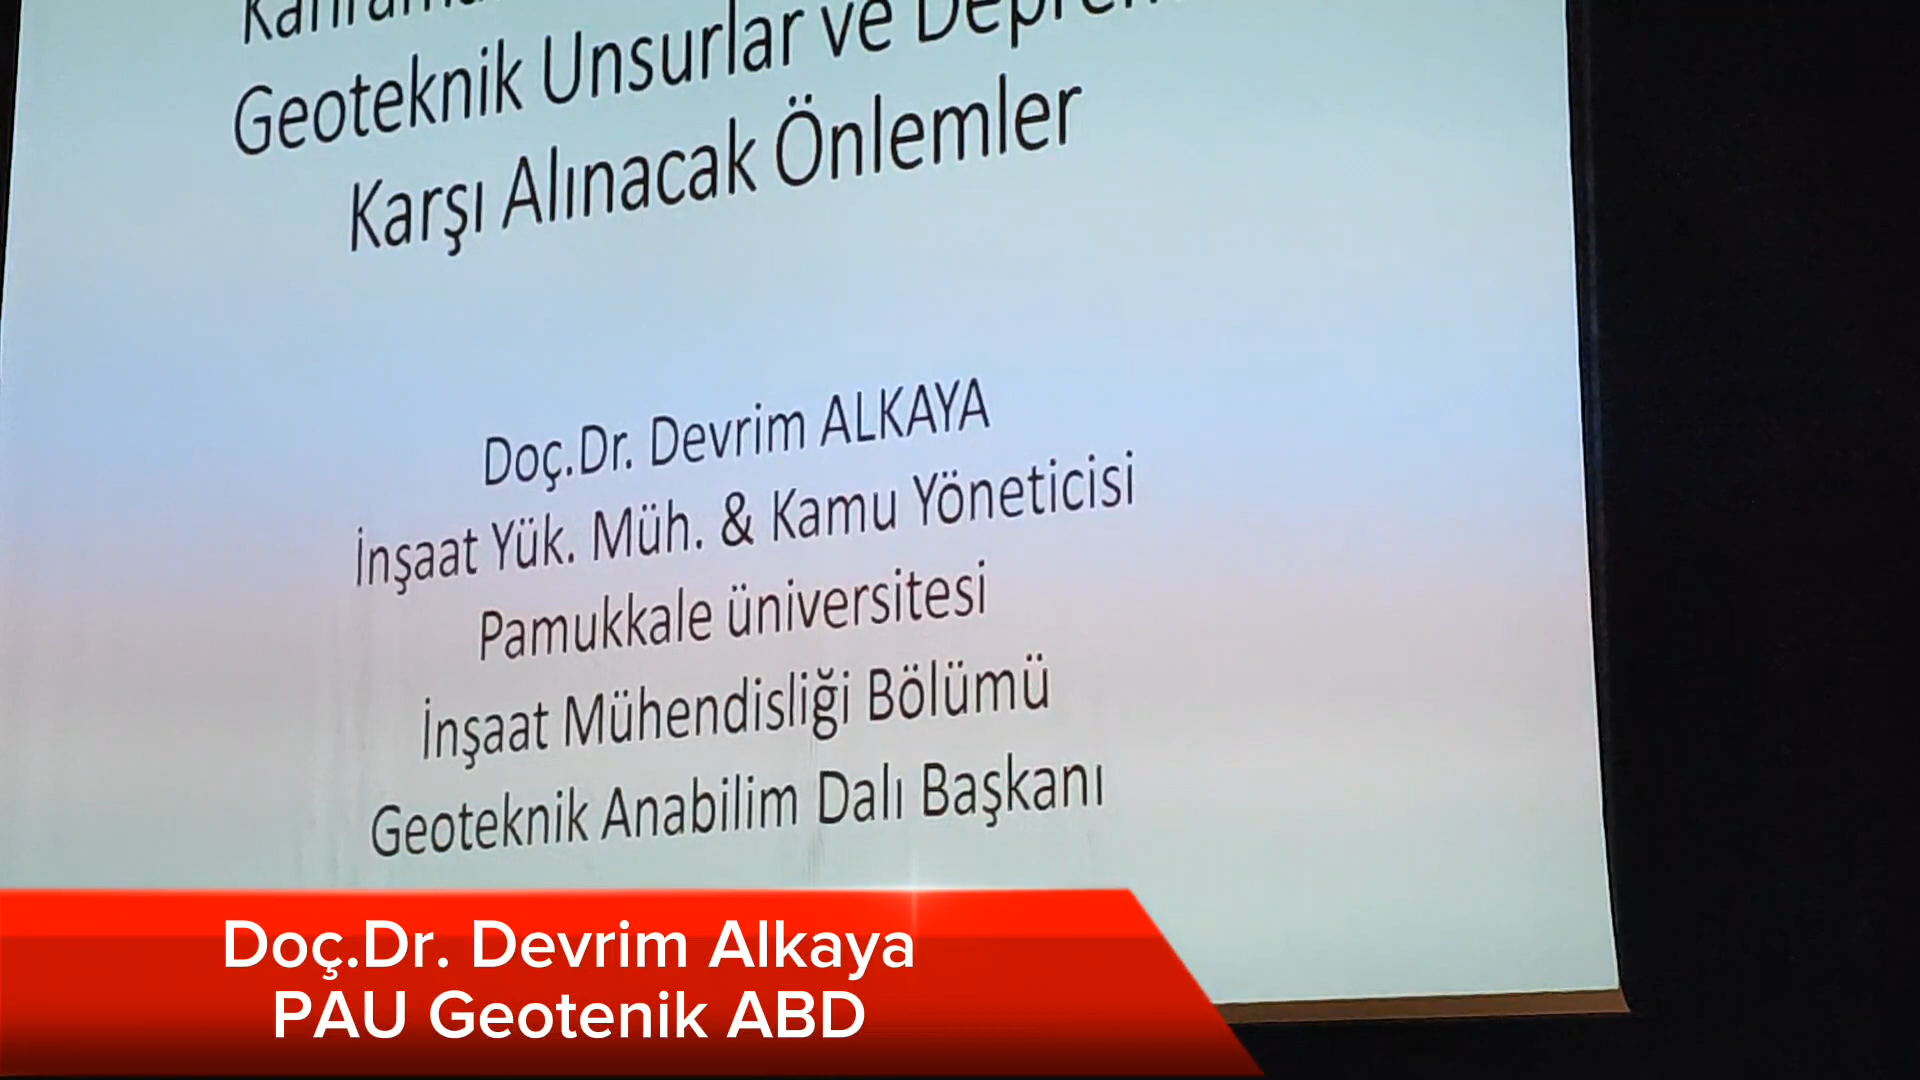 Geoteknik Unsurlar ve
Karşı Alınacak Önlemler
Doç.Dr. Devrim ALKAYA
İnşaat Yük. Müh. & Kamu Yöneticisi
Pamukkale üniversitesi
İnşaat Mühendisliği Bölümü
Geoteknik Anabilim Dalı Başkanı
Doç.Dr. Devrim Alkaya
PAU Geotenik ABD